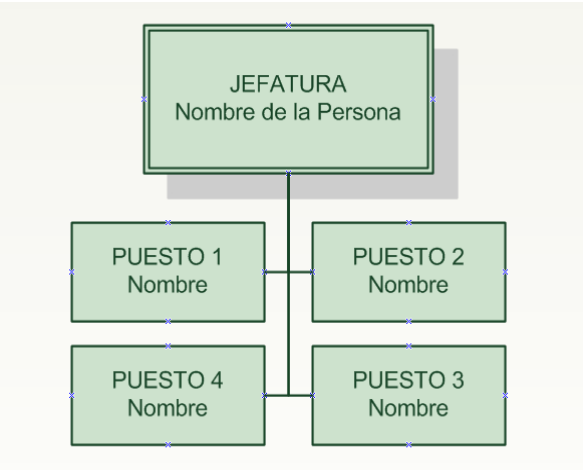 JEFATURA
Nombre de la Persona
PUESTO 1
Nombre
PUESTO 2
Nombre
PUESTO 4
Nombre
PUESTO 3
Nombre